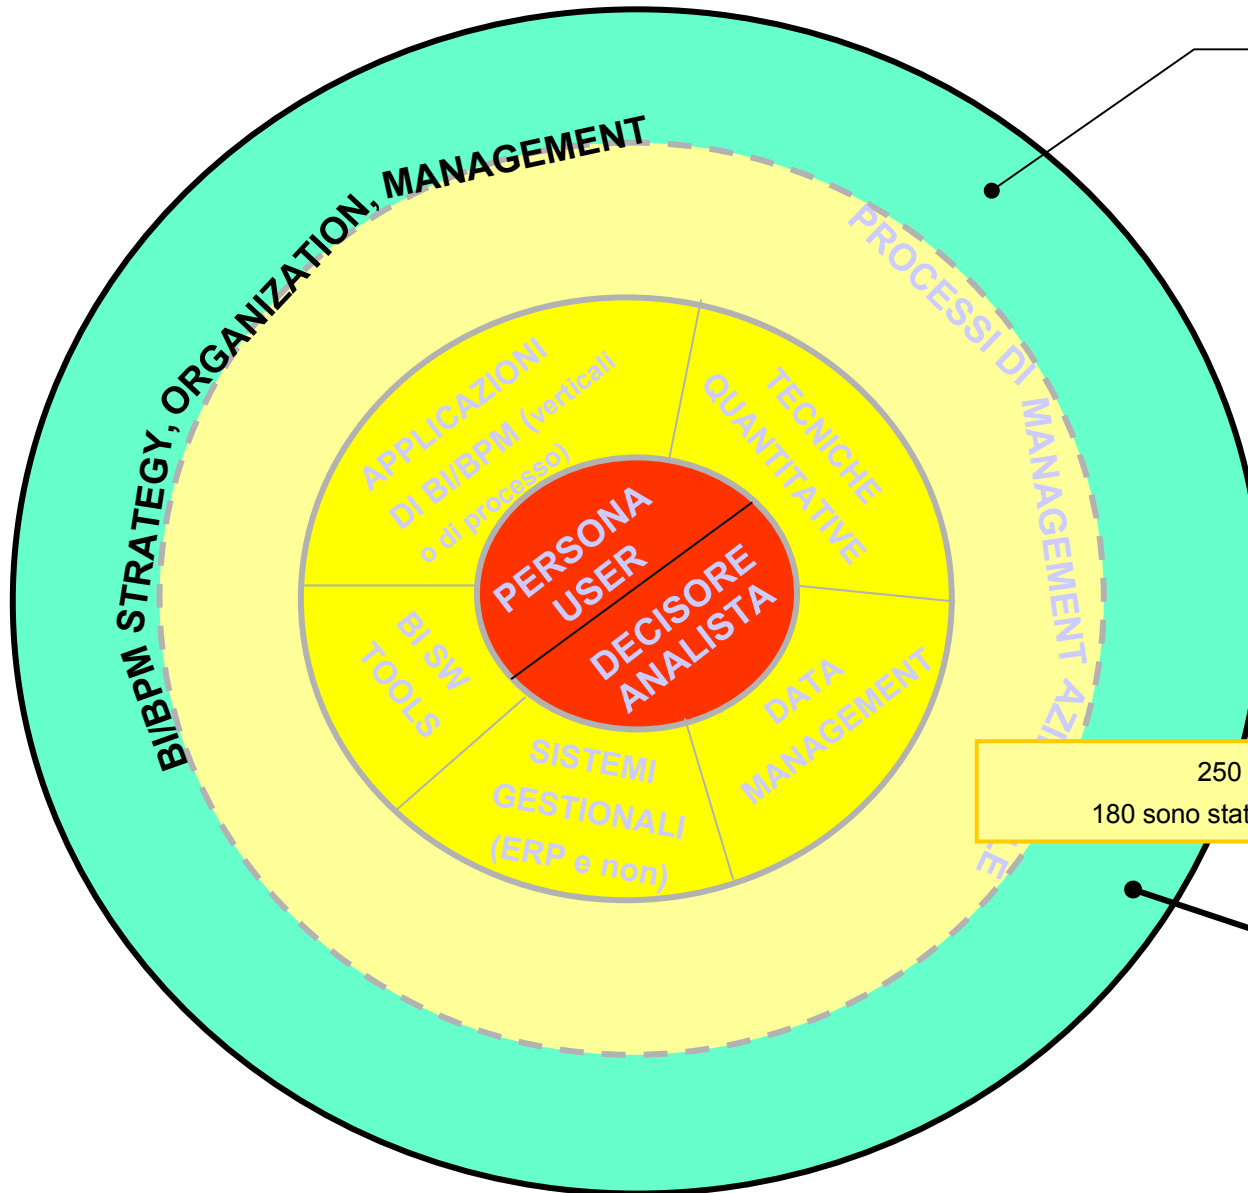 BI/BPM STRATEGY, ORGANIZATION, MANAGEMENT
PROCESSI DI MANAGEMENT
APPLICAZIONI
DI BI/BPM (verticali
o di processo)
TECNICHE
QUANTITATIVE
PERSONA
USER
DECISORE
ANALISTA
BI SW
TOOLS
DATA
MANAGEMENT
SISTEMI
GESTIONALI
(ERP e non)
250
180 sono